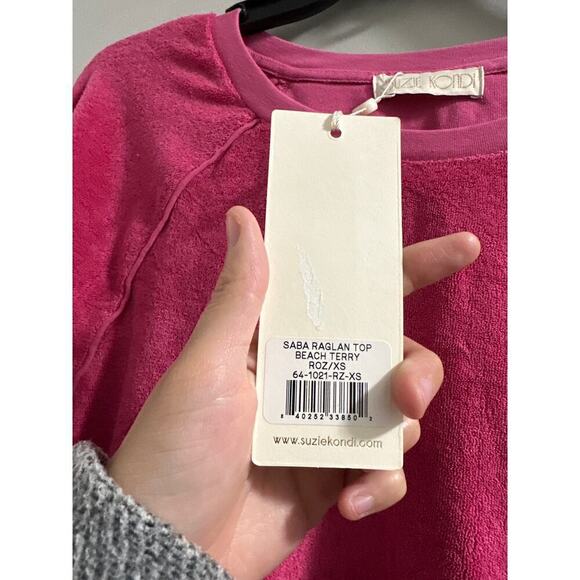 SUZIE KONDI
SABA RAGLAN TOP
BEACH TERRY
ROZ/XS
64-1021-RZ-XS
8 40252 33850 2
www.suziekondi.com